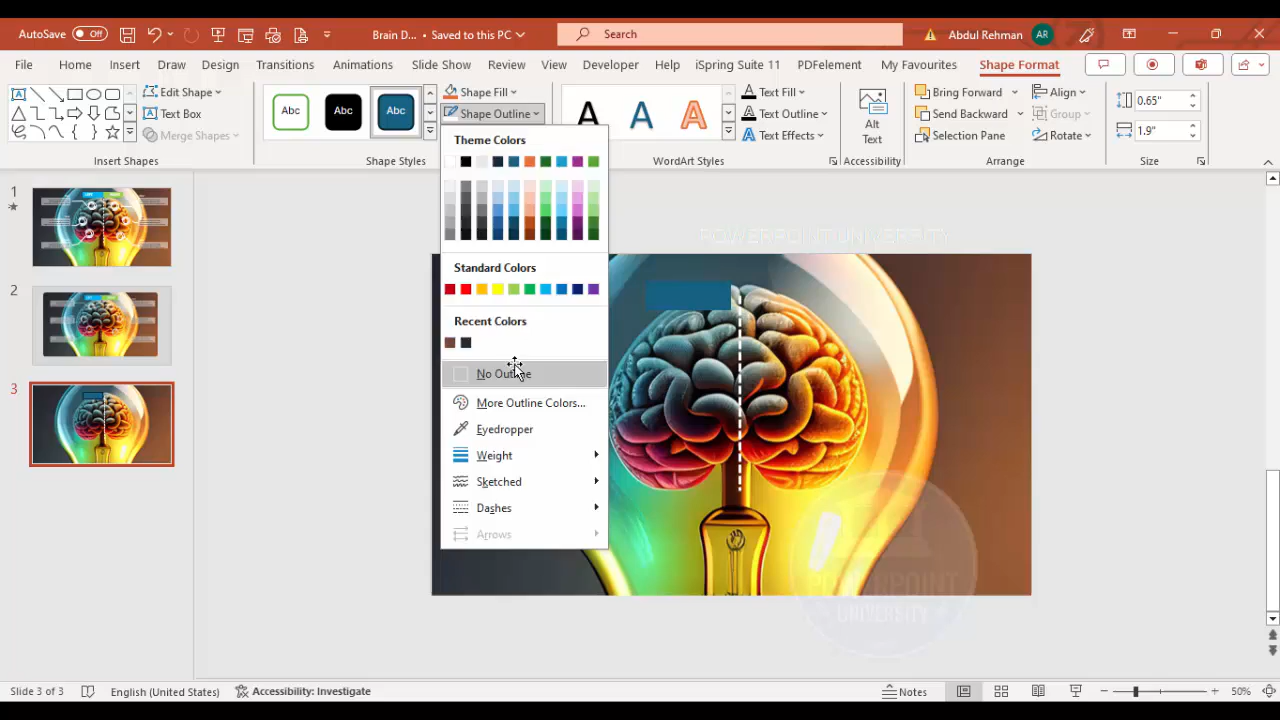 AutoSave Off Brain D... • Saved to this PC Search Abdul Rehman AR
File Home Insert Draw Design Transitions Animations Slide Show Review View Developer Help iSpring Suite 11 PDFelement My Favourites Shape Format
Edit Shape
Text Box
Merge Shapes
Insert Shapes
Abc Abc Abc
Shape Styles
Shape Fill
Shape Outline
A A A
WordArt Styles
Text Fill
Text Outline
Text Effects
Alt
Text
Accessibility
Bring Forward
Send Backward
Selection Pane
Align
Group
Rotate
Arrange
0.65"
1.9"
Size
Theme Colors
Standard Colors
Recent Colors
No Outline
More Outline Colors...
Eyedropper
Weight
Sketched
Dashes
Arrows
1
2
3
POWERPOINT UNIVERSITY
POWERPOINT
UNIVERSITY
Slide 3 of 3 English (United States) Accessibility: Investigate Notes 50%